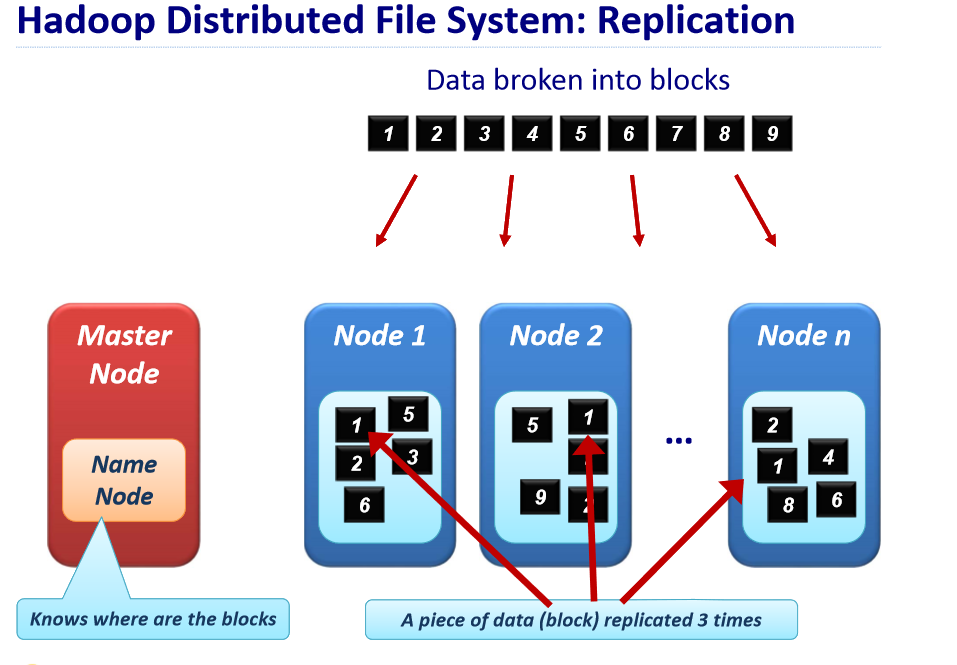 Hadoop Distributed File System: Replication
Data broken into blocks
1 2 3 4 5 6 7 8 9
Master
Node
Name
Node
Knows where are the blocks
Node 1
1 5
2 3
6
Node 2
5 1
9 2
...
Node n
2
1 4
8 6
A piece of data (block) replicated 3 times